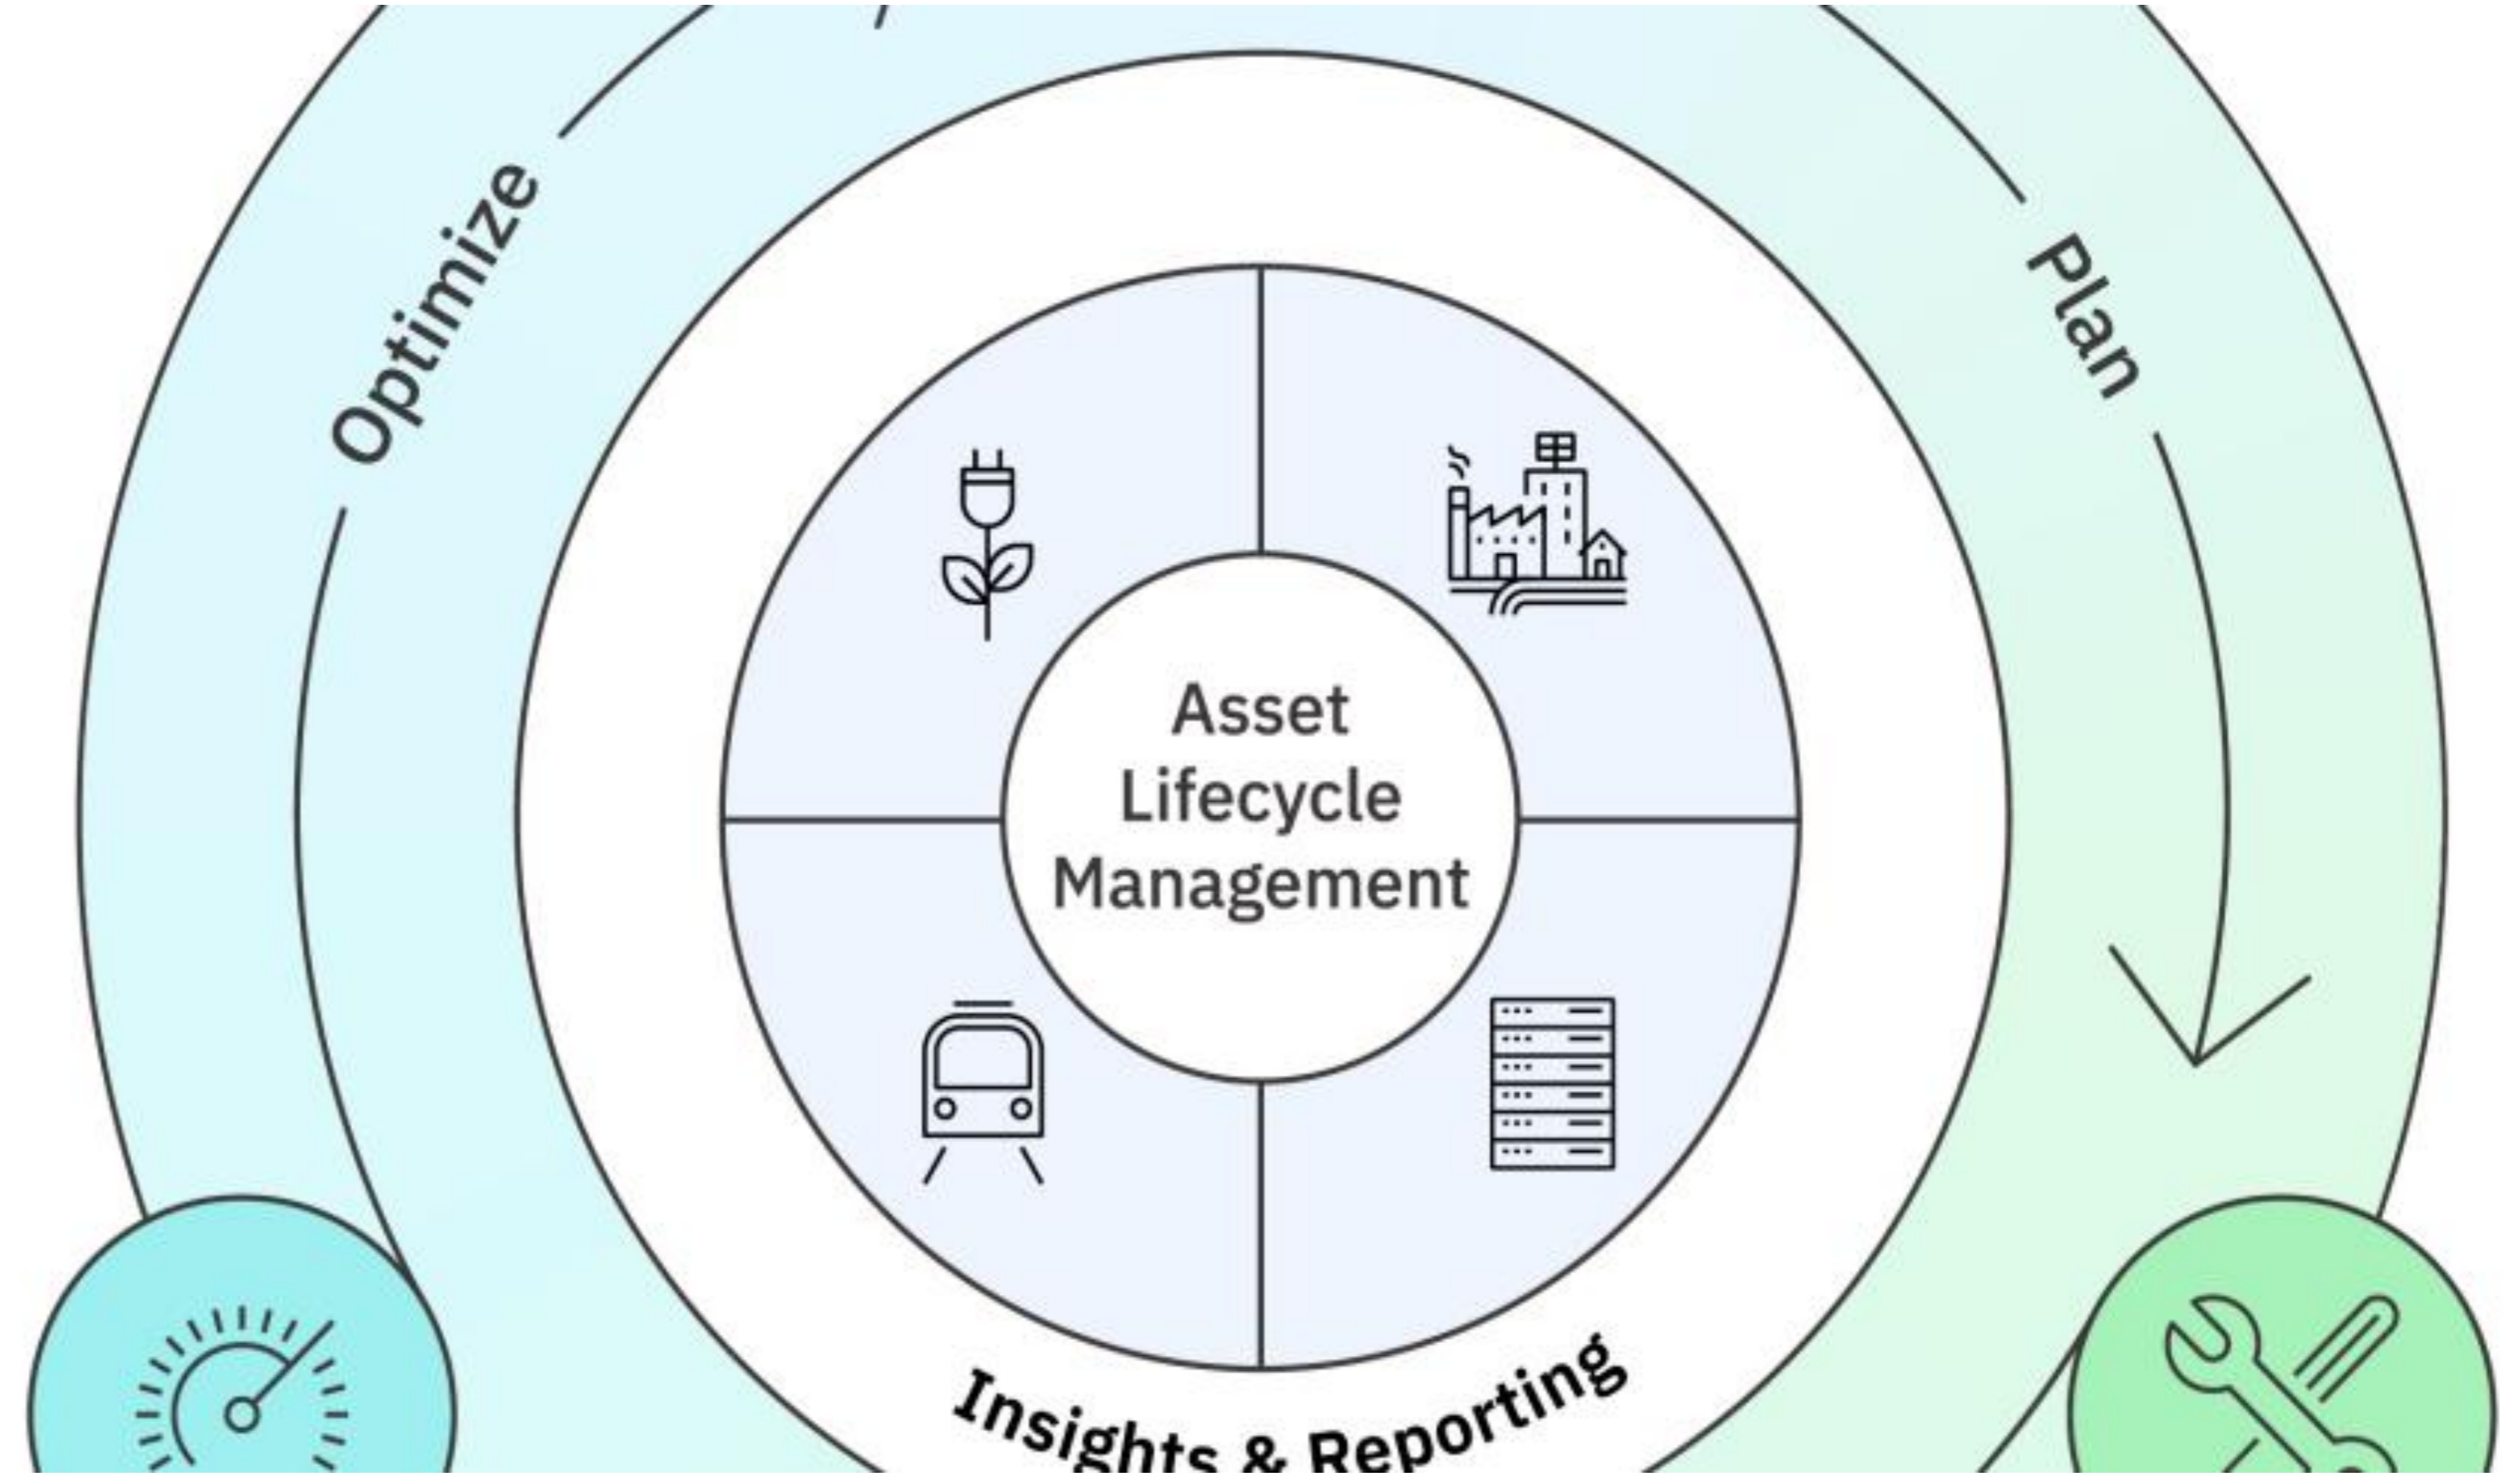 Optimize
Plan
Asset
Lifecycle
Management
Insights & Reporting